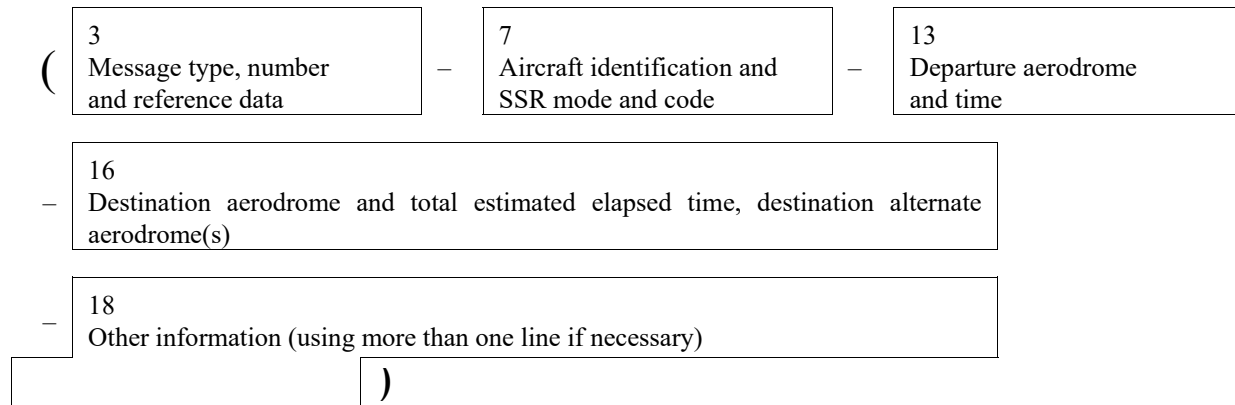 3 7 13
( Message type, number – Aircraft identification and – Departure aerodrome
and reference data SSR mode and code and time
16
– Destination aerodrome and total estimated elapsed time, destination alternate
aerodrome(s)
18
– Other information (using more than one line if necessary)
)